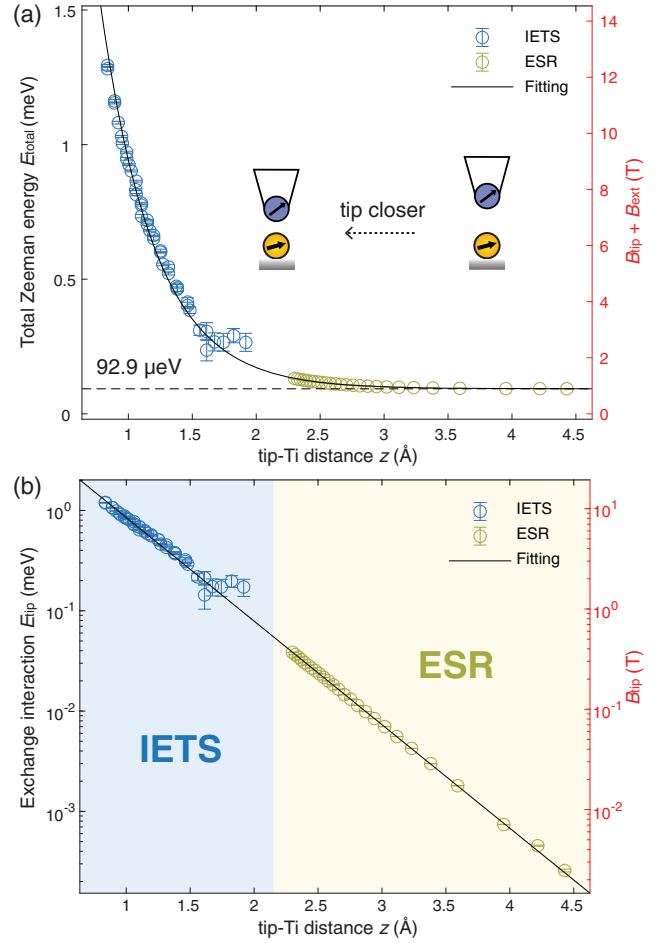 (a)
1.5
1
0.5
0
Total Zeeman energy Etotal (meV)
IETS
ESR
Fitting
tip closer
92.9 μeV
14
12
10
8
6
4
2
0
Btip + Bext (T)
1 1.5 2 2.5 3 3.5 4 4.5
tip-Ti distance z (Å)
(b)
10⁰
10⁻¹
10⁻²
10⁻³
Exchange interaction Etip (meV)
IETS
ESR
Fitting
ESR
IETS
10¹
10⁰
10⁻¹
10⁻²
Btip (T)
1 1.5 2 2.5 3 3.5 4 4.5
tip-Ti distance z (Å)